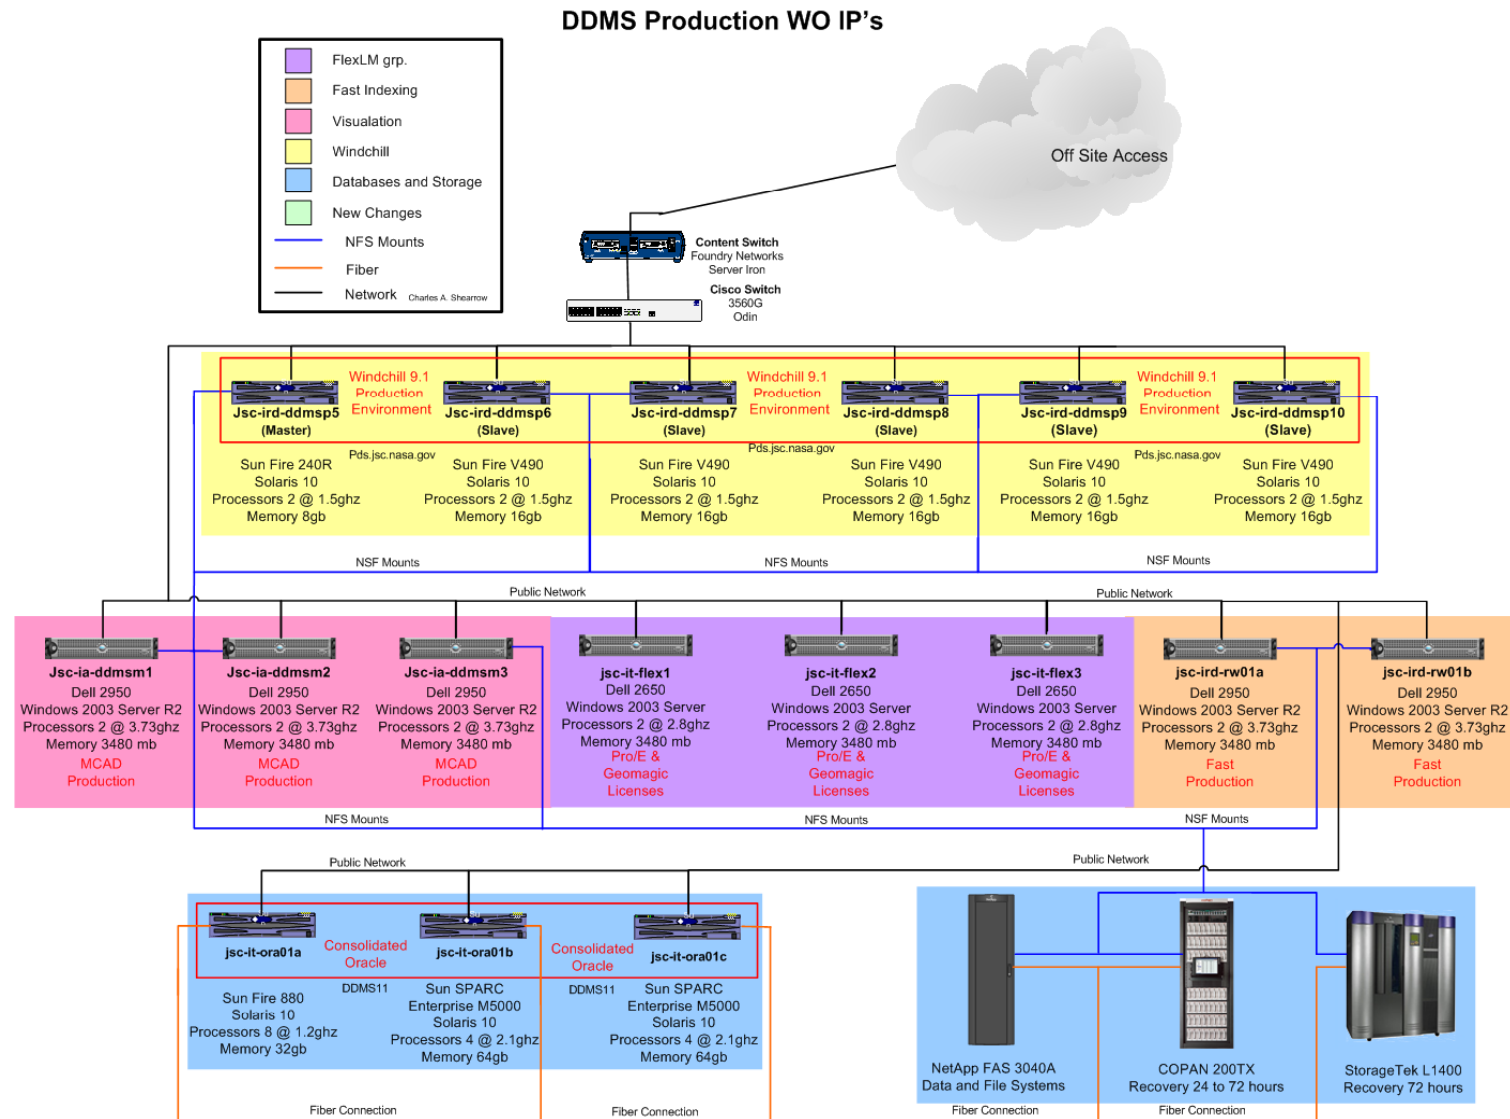 DDMS Production WO IP's
FlexLM grp.
Fast Indexing
Visualation
Windchill
Databases and Storage
New Changes
NFS Mounts
Fiber
Network
Charles A. Shearrow
Off Site Access
Content Switch
Foundry Networks
Server Iron
Cisco Switch
3560G
Odin
Jsc-ird-ddmsp5
(Master)
Windchill 9.1
Production
Environment
Jsc-ird-ddmsp6
(Slave)
Jsc-ird-ddmsp7
(Slave)
Windchill 9.1
Production
Environment
Jsc-ird-ddmsp8
(Slave)
Jsc-ird-ddmsp9
(Slave)
Windchill 9.1
Production
Environment
Jsc-ird-ddmsp10
(Slave)
Pds.jsc.nasa.gov
Pds.jsc.nasa.gov
Pds.jsc.nasa.gov
Sun Fire 240R
Solaris 10
Processors 2 @ 1.5ghz
Memory 8gb
Sun Fire V490
Solaris 10
Processors 2 @ 1.5ghz
Memory 16gb
Sun Fire V490
Solaris 10
Processors 2 @ 1.5ghz
Memory 16gb
Sun Fire V490
Solaris 10
Processors 2 @ 1.5ghz
Memory 16gb
Sun Fire V490
Solaris 10
Processors 2 @ 1.5ghz
Memory 16gb
Sun Fire V490
Solaris 10
Processors 2 @ 1.5ghz
Memory 16gb
NSF Mounts
NFS Mounts
NSF Mounts
Public Network
Public Network
Jsc-ia-ddmsm1
Dell 2950
Windows 2003 Server R2
Processors 2 @ 3.73ghz
Memory 3480 mb
MCAD
Production
Jsc-ia-ddmsm2
Dell 2950
Windows 2003 Server R2
Processors 2 @ 3.73ghz
Memory 3480 mb
MCAD
Production
Jsc-ia-ddmsm3
Dell 2950
Windows 2003 Server R2
Processors 2 @ 3.73ghz
Memory 3480 mb
MCAD
Production
jsc-it-flex1
Dell 2650
Windows 2003 Server
Processors 2 @ 2.8ghz
Memory 3480 mb
Pro/E &
Geomagic
Licenses
jsc-it-flex2
Dell 2650
Windows 2003 Server
Processors 2 @ 2.8ghz
Memory 3480 mb
Pro/E &
Geomagic
Licenses
jsc-it-flex3
Dell 2650
Windows 2003 Server
Processors 2 @ 2.8ghz
Memory 3480 mb
Pro/E &
Geomagic
Licenses
jsc-ird-rw01a
Dell 2950
Windows 2003 Server R2
Processors 2 @ 3.73ghz
Memory 3480 mb
Fast
Production
jsc-ird-rw01b
Dell 2950
Windows 2003 Server R2
Processors 2 @ 3.73ghz
Memory 3480 mb
Fast
Production
NFS Mounts
NFS Mounts
NSF Mounts
Public Network
Public Network
jsc-it-ora01a
Consolidated
Oracle
jsc-it-ora01b
Consolidated
Oracle
jsc-it-ora01c
DDMS11
DDMS11
Sun Fire 880
Solaris 10
Processors 8 @ 1.2ghz
Memory 32gb
Sun SPARC
Enterprise M5000
Solaris 10
Processors 4 @ 2.1ghz
Memory 64gb
Sun SPARC
Enterprise M5000
Solaris 10
Processors 4 @ 2.1ghz
Memory 64gb
NetApp FAS 3040A
Data and File Systems
COPAN 200TX
Recovery 24 to 72 hours
StorageTek L1400
Recovery 72 hours
Fiber Connection
Fiber Connection
Fiber Connection
Fiber Connection